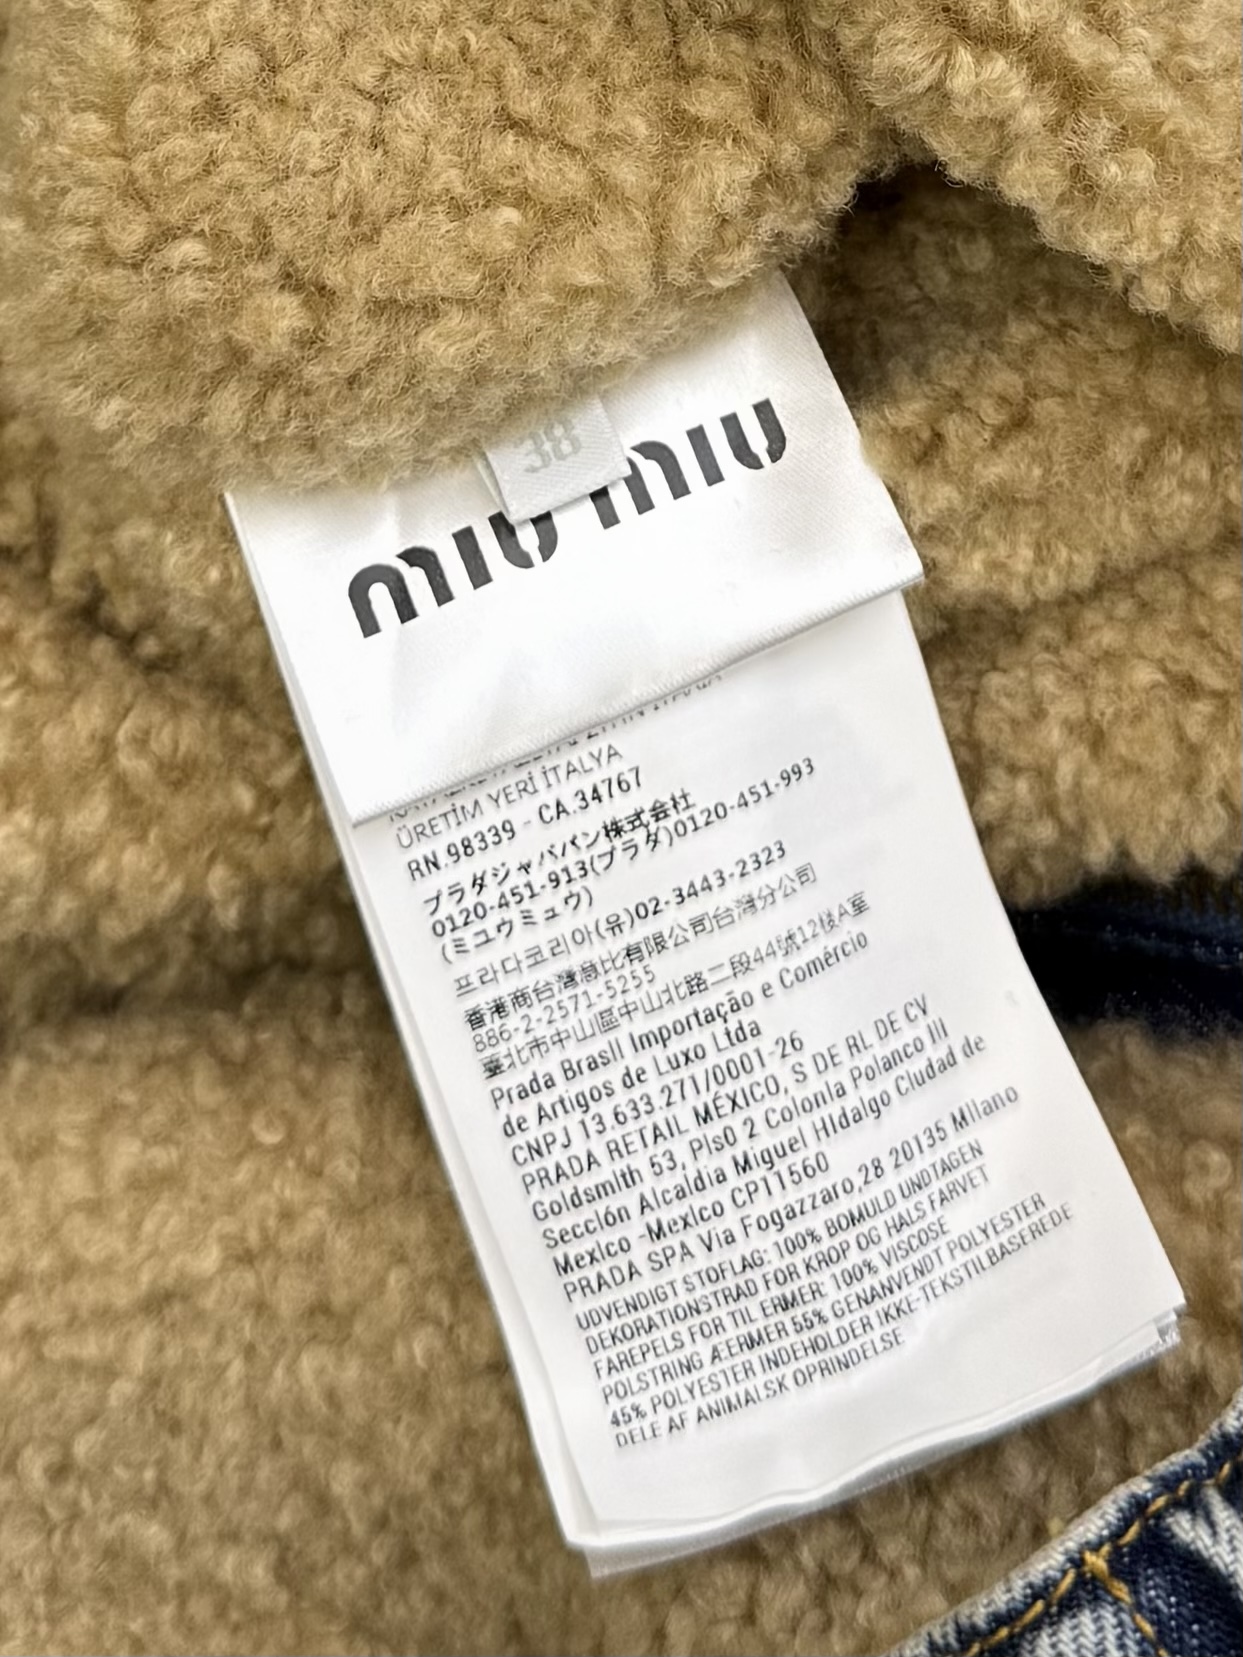 38
miu miu
ÜRETİM YERİ İTALYA
RN.98339 - CA.34767
プラダジャパン株式会社
0120-451-913(プラダ)0120-451-993
(ミュウミュウ)
프라다코리아(유)02-3443-2323
香港商台灣意比有限公司台灣分公司
886-2-2571-5255
臺北市中山區中山北路二段44號12樓A室
Prada Brasil Importação e Comércio
de Artigos de Luxo Ltda
CNPJ 13.633.271/0001-26
PRADA RETAIL MÉXICO, S DE RL DE CV
Goldsmith 53, Pis0 2 Colonia Polanco III
Sección Alcaldia Miguel Hidalgo Ciudad de
Mexico -Mexico CP11560
PRADA SPA Via Fogazzaro,28 20135 Milano
UDVENDIGT STOFLAG: 100% BOMULD UNDTAGEN
DEKORATIONSTRAD FOR KROP OG HALS FARVET
FAREPELS FOR TIL ERMER: 100% VISCOSE
POLSTRING ÆERMER 55% GENANVENDT POLYESTER
45% POLYESTER INDEHOLDER IKKE-TEKSTILBASEREDE
DELE AF ANIMALSK OPRINDELSE